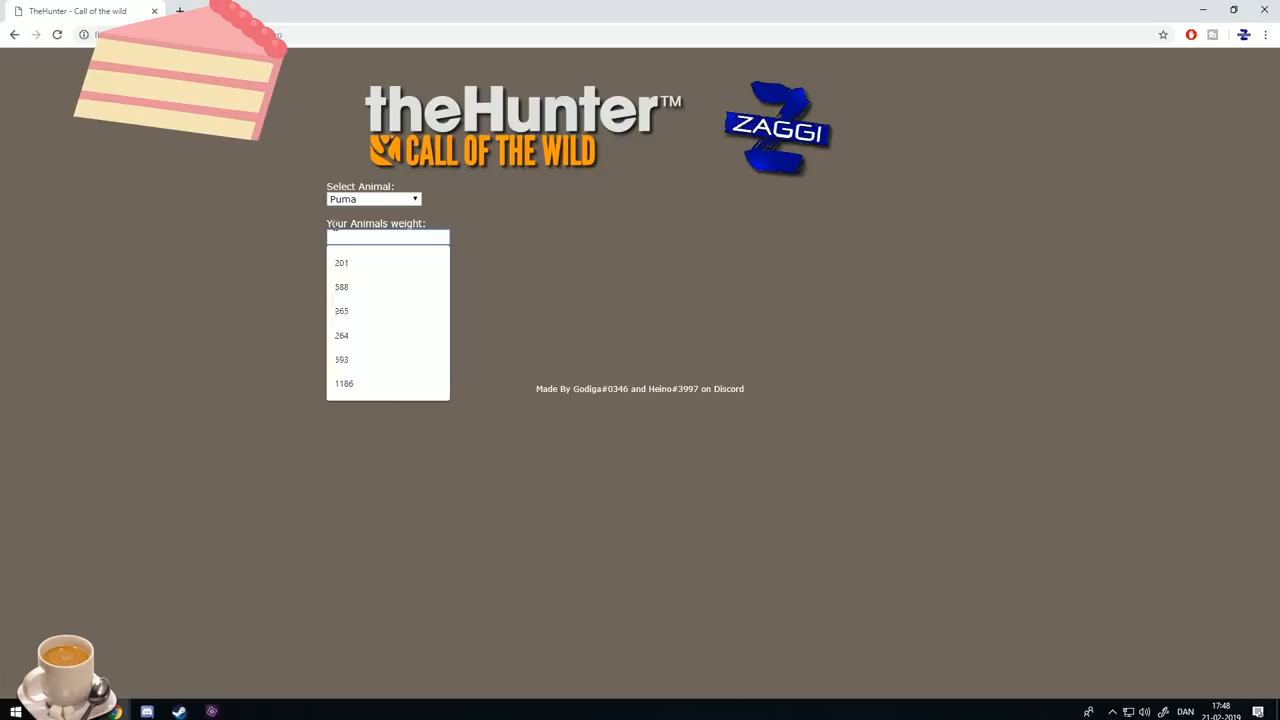 TheHunter - Call of the wild
theHunter™
CALL OF THE WILD
ZAGGI
Select Animal:
Puma
Your Animals weight:
201
588
265
264
593
1186
Made By Godiga#0346 and Heino#3997 on Discord
DAN
17:48
21-02-2019